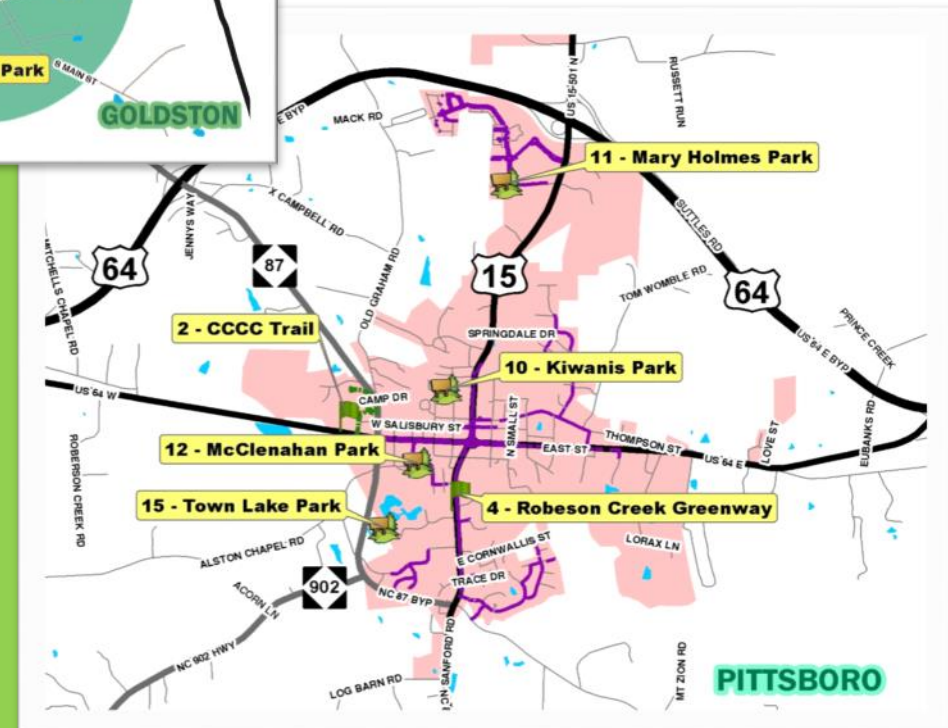 Park
S MAIN ST
GOLDSTON
E BYP
MACK RD
US 15-501 N
RUSSETT RUN
11 - Mary Holmes Park
JENNYS WAY
X CAMPBELL RD
SUTTLES RD
MITCHELLS CHAPEL RD
64
87
OLD GRAHAM RD
15
TOM WOMBLE RD
64
2 - CCCC Trail
SPRINGDALE DR
PRINCE CREEK
US 64 E BYP
10 - Kiwanis Park
US 64 W
CAMP DR
W SALISBURY ST
N SMALL ST
EAST ST
THOMPSON ST
US 64 E
LOVE ST
EUBANKS RD
ROBERSON CREEK RD
12 - McClenahan Park
15 - Town Lake Park
4 - Robeson Creek Greenway
ALSTON CHAPEL RD
E CORNWALLIS ST
LORAX LN
902
ACORN LN
TRACE DR
NC 87 BYP
NC 902 HWY
SANFORD RD
LOG BARN RD
MT ZION RD
PITTSBORO